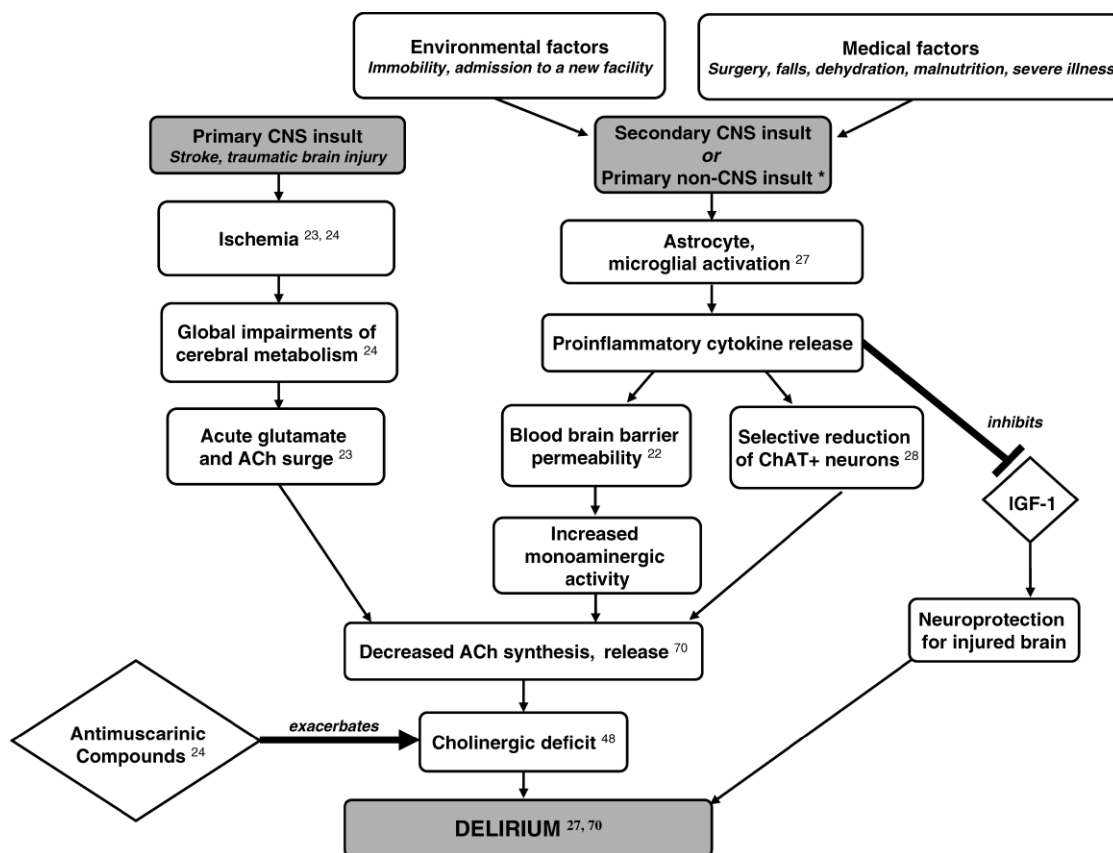 Environmental factors
Immobility, admission to a new facility
Medical factors
Surgery, falls, dehydration, malnutrition, severe illness
Primary CNS insult
Stroke, traumatic brain injury
Secondary CNS insult
or
Primary non-CNS insult *
Ischemia 23, 24
Astrocyte,
microglial activation 27
Global impairments of
cerebral metabolism 24
Proinflammatory cytokine release
Acute glutamate
and ACh surge 23
Blood brain barrier
permeability 22
Selective reduction
of ChAT+ neurons 28
inhibits
IGF-1
Increased
monoaminergic
activity
Neuroprotection
for injured brain
Decreased ACh synthesis, release 70
Antimuscarinic
Compounds 24
exacerbates
Cholinergic deficit 48
DELIRIUM 27, 70